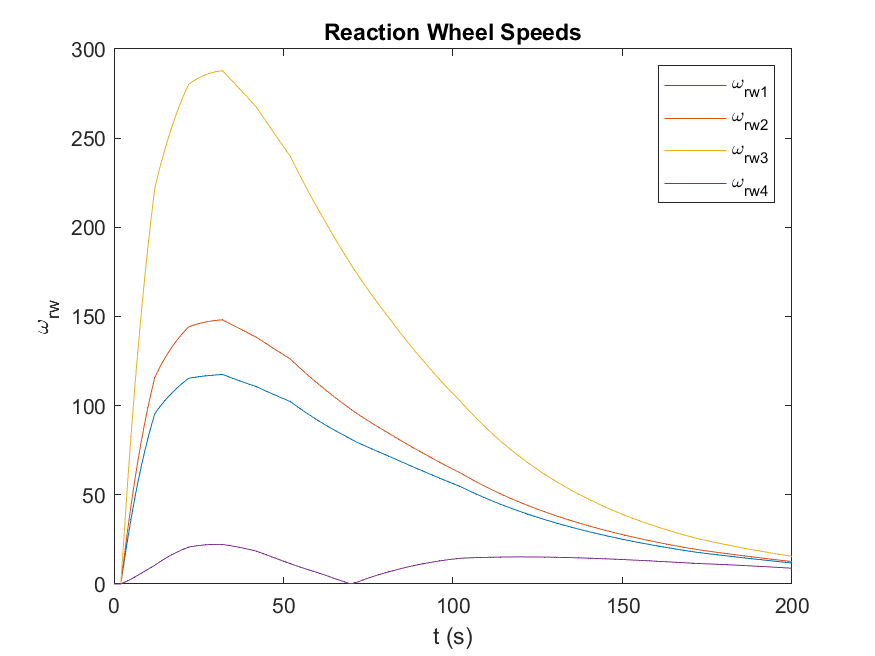 Reaction Wheel Speeds
300
250
200
150
100
50
0
ω_rw
ω_rw1
ω_rw2
ω_rw3
ω_rw4
0 50 100 150 200
t (s)